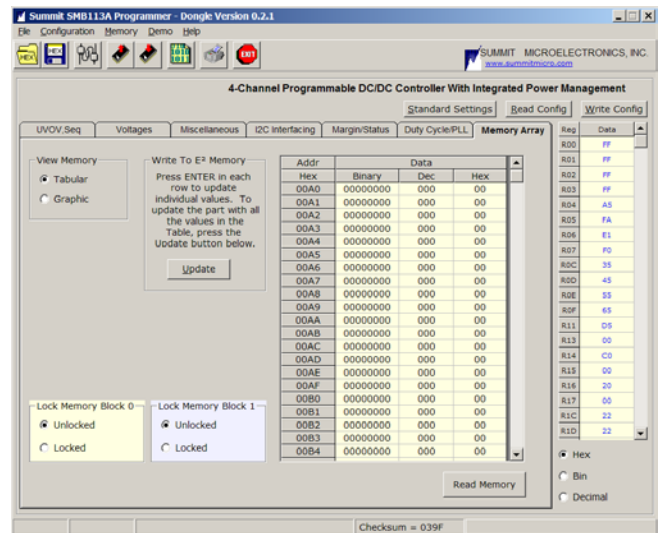 Summit SMB113A Programmer - Dongle Version 0.2.1
File Configuration Memory Demo Help
HEX HEX EXIT
SUMMIT MICROELECTRONICS, INC.
www.summitmicro.com
4-Channel Programmable DC/DC Controller With Integrated Power Management
Standard Settings Read Config Write Config
UVOV,Seq Voltages Miscellaneous I2C Interfacing Margin/Status Duty Cycle/PLL Memory Array
View Memory
Tabular
Graphic
Write To E² Memory
Press ENTER in each
row to update
individual values. To
update the part with all
the values in the
Table, press the
Update button below.
Update
Lock Memory Block 0
Unlocked
Locked
Lock Memory Block 1
Unlocked
Locked
Addr Data
Hex Binary Dec Hex
00A0 00000000 000 00
00A1 00000000 000 00
00A2 00000000 000 00
00A3 00000000 000 00
00A4 00000000 000 00
00A5 00000000 000 00
00A6 00000000 000 00
00A7 00000000 000 00
00A8 00000000 000 00
00A9 00000000 000 00
00AA 00000000 000 00
00AB 00000000 000 00
00AC 00000000 000 00
00AD 00000000 000 00
00AE 00000000 000 00
00AF 00000000 000 00
00B0 00000000 000 00
00B1 00000000 000 00
00B2 00000000 000 00
00B3 00000000 000 00
00B4 00000000 000 00
Read Memory
Reg Data
R00 FF
R01 FF
R02 FF
R03 FF
R04 A5
R05 FA
R06 E1
R07 F0
R0C 35
R0D 45
R0E 55
R0F 65
R11 D5
R13 00
R14 C0
R15 00
R16 20
R17 00
R1C 22
R1D 22
Hex
Bin
Decimal
Checksum = 039F